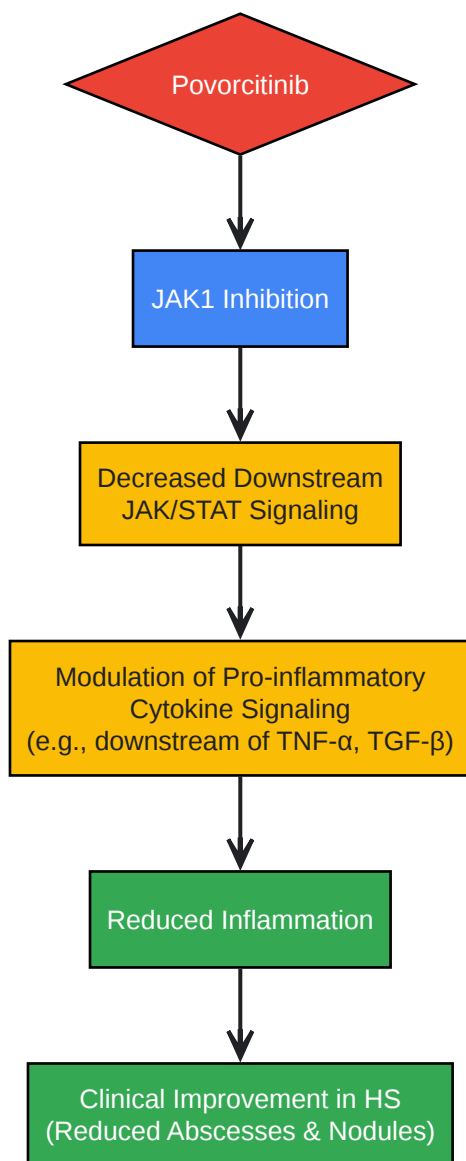 Povorcitinib
JAK1 Inhibition
Decreased Downstream
JAK/STAT Signaling
Modulation of Pro-inflammatory
Cytokine Signaling
(e.g., downstream of TNF-α, TGF-β)
Reduced Inflammation
Clinical Improvement in HS
(Reduced Abscesses & Nodules)